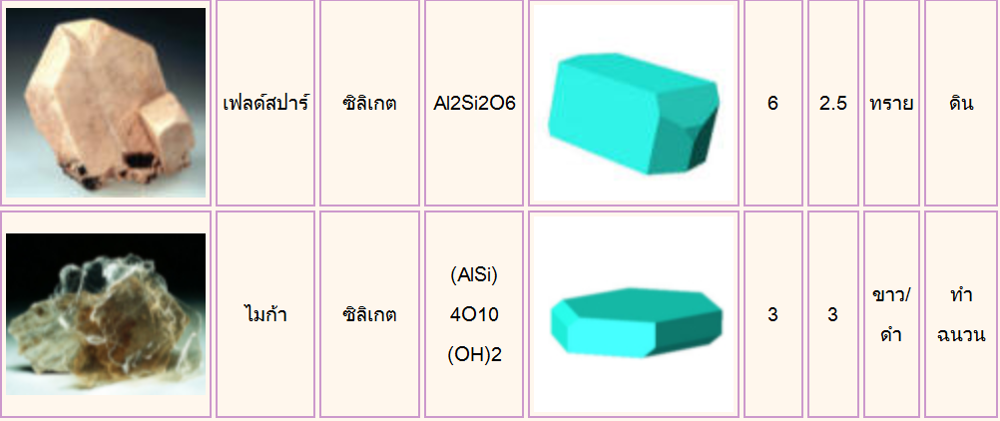 เฟลด์สปาร์
ซิลิเกต
Al2Si2O6
6
2.5
ทราย
ดิน
ไมก้า
ซิลิเกต
(AlSi)
4O10
(OH)2
3
3
ขาว/
ดำ
ทำ
ฉนวน